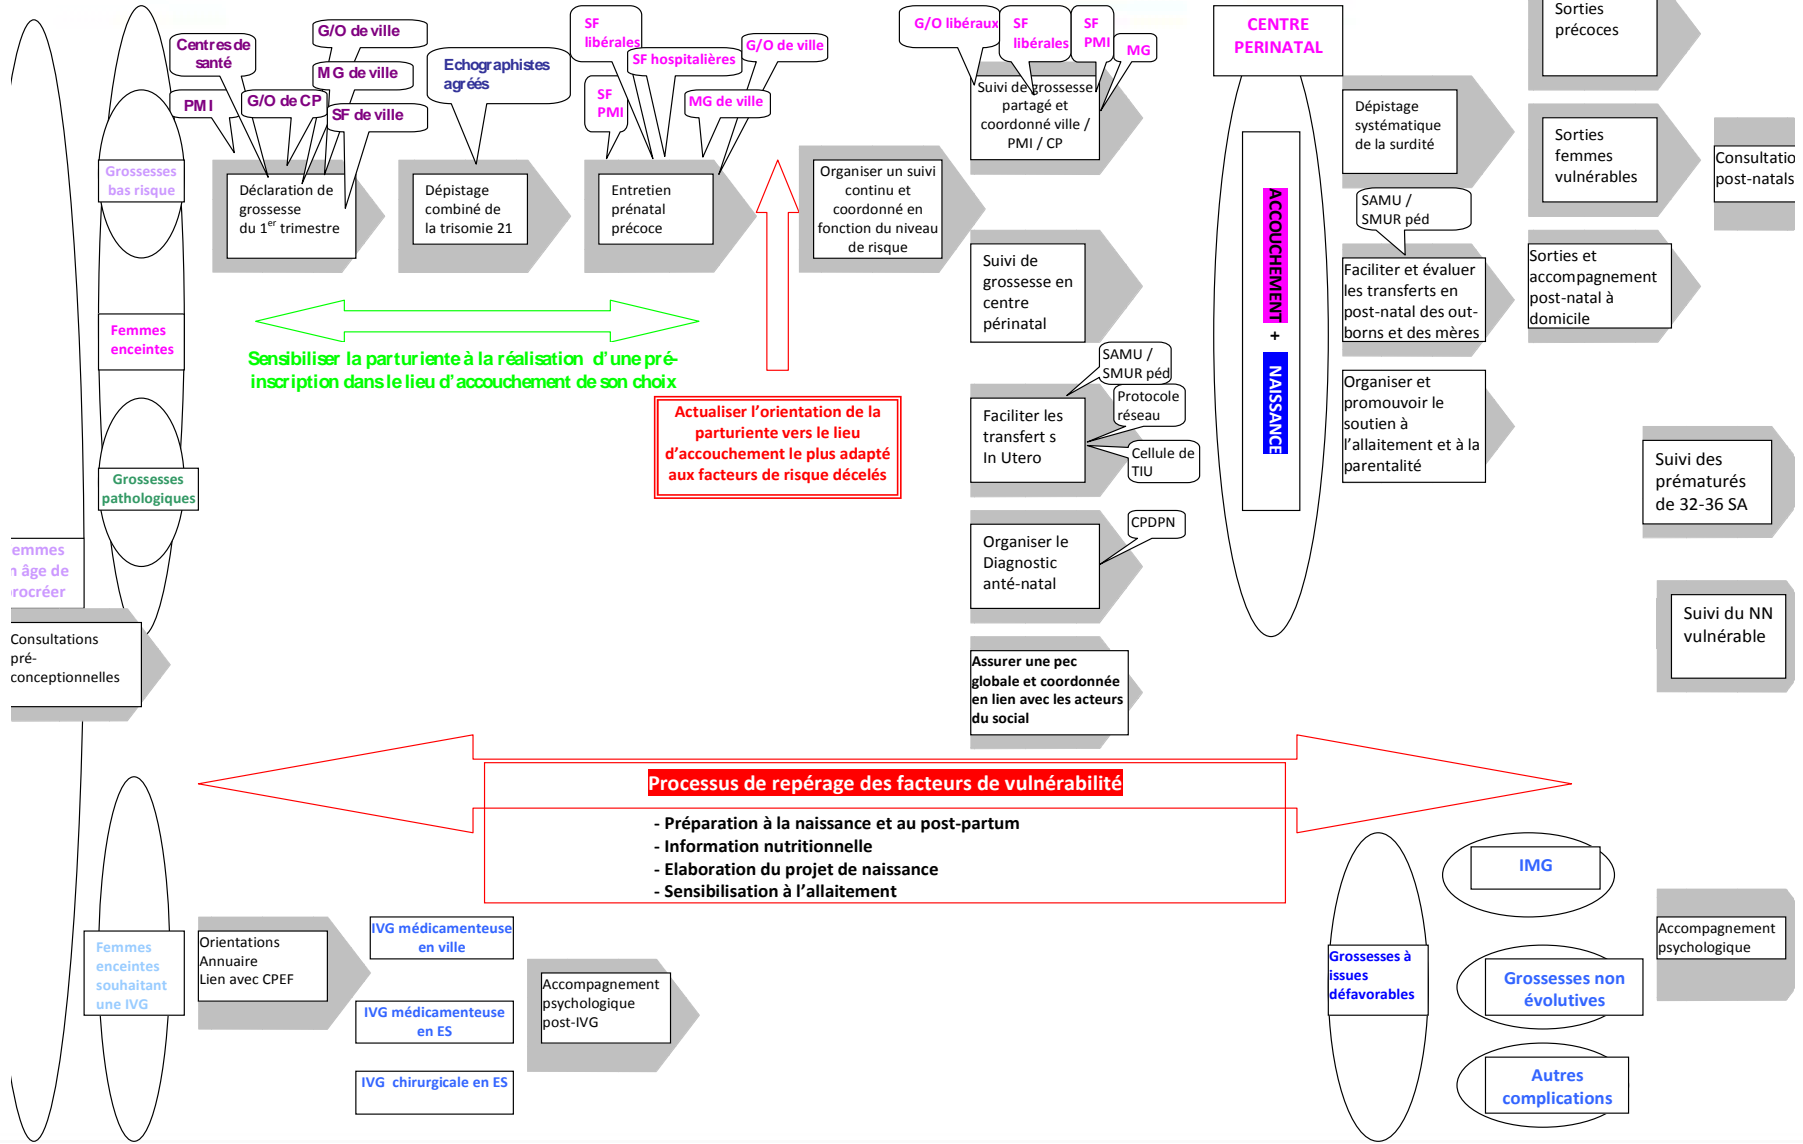 G/O de ville
Centres de
santé
MG de ville
PMI
G/O de CP
SF de ville
Echographistes
agréés
SF
libérales
SF hospitalières
G/O de ville
SF
PMI
MG de ville
G/O libéraux
SF
libérales
SF
PMI
MG
CENTRE
PERINATAL
Sorties
précoces
Grossesses
bas risque
Déclaration de
grossesse
du 1er trimestre
Dépistage
combiné de
la trisomie 21
Entretien
prénatal
précoce
Organiser un suivi
continu et
coordonné en
fonction du niveau
de risque
Suivi de grossesse
partagé et
coordonné ville /
PMI / CP
Dépistage
systématique
de la surdité
Sorties
femmes
vulnérables
Consultatio
post-natals
SAMU /
SMUR péd
Suivi de
grossesse en
centre
périnatal
ACCOUCHEMENT + NAISSANCE
Faciliter et évaluer
les transferts en
post-natal des out-
borns et des mères
Sorties et
accompagnement
post-natal à
domicile
Femmes
enceintes
Sensibiliser la parturiente à la réalisation d'une pré-
inscription dans le lieu d'accouchement de son choix
Actualiser l'orientation de la
parturiente vers le lieu
d'accouchement le plus adapté
aux facteurs de risque décelés
SAMU /
SMUR péd
Protocole
réseau
Faciliter les
transfert s
In Utero
Cellule de
TIU
Organiser et
promouvoir le
soutien à
l'allaitement et à la
parentalité
Grossesses
pathologiques
Suivi des
prématurés
de 32-36 SA
CPDPN
Organiser le
Diagnostic
anté-natal
emmes
n âge de
rocréer
Consultations
pré-
conceptionnelles
Suivi du NN
vulnérable
Assurer une pec
globale et coordonnée
en lien avec les acteurs
du social
Processus de repérage des facteurs de vulnérabilité
- Préparation à la naissance et au post-partum
- Information nutritionnelle
- Elaboration du projet de naissance
- Sensibilisation à l'allaitement
Femmes
enceintes
souhaitant
une IVG
Orientations
Annuaire
Lien avec CPEF
IVG médicamenteuse
en ville
IVG médicamenteuse
en ES
IVG chirurgicale en ES
Accompagnement
psychologique
post-IVG
Grossesses à
issues
défavorables
IMG
Grossesses non
évolutives
Autres
complications
Accompagnement
psychologique